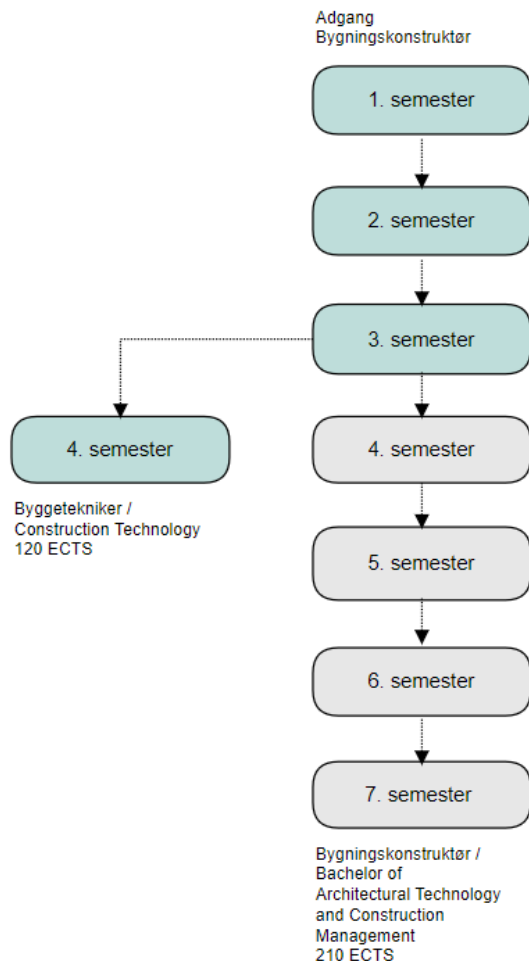 Adgang
Bygningskonstruktør
1. semester
2. semester
3. semester
4. semester
4. semester
Byggetekniker /
Construction Technology
120 ECTS
5. semester
6. semester
7. semester
Bygningskonstruktør /
Bachelor of
Architectural Technology
and Construction
Management
210 ECTS